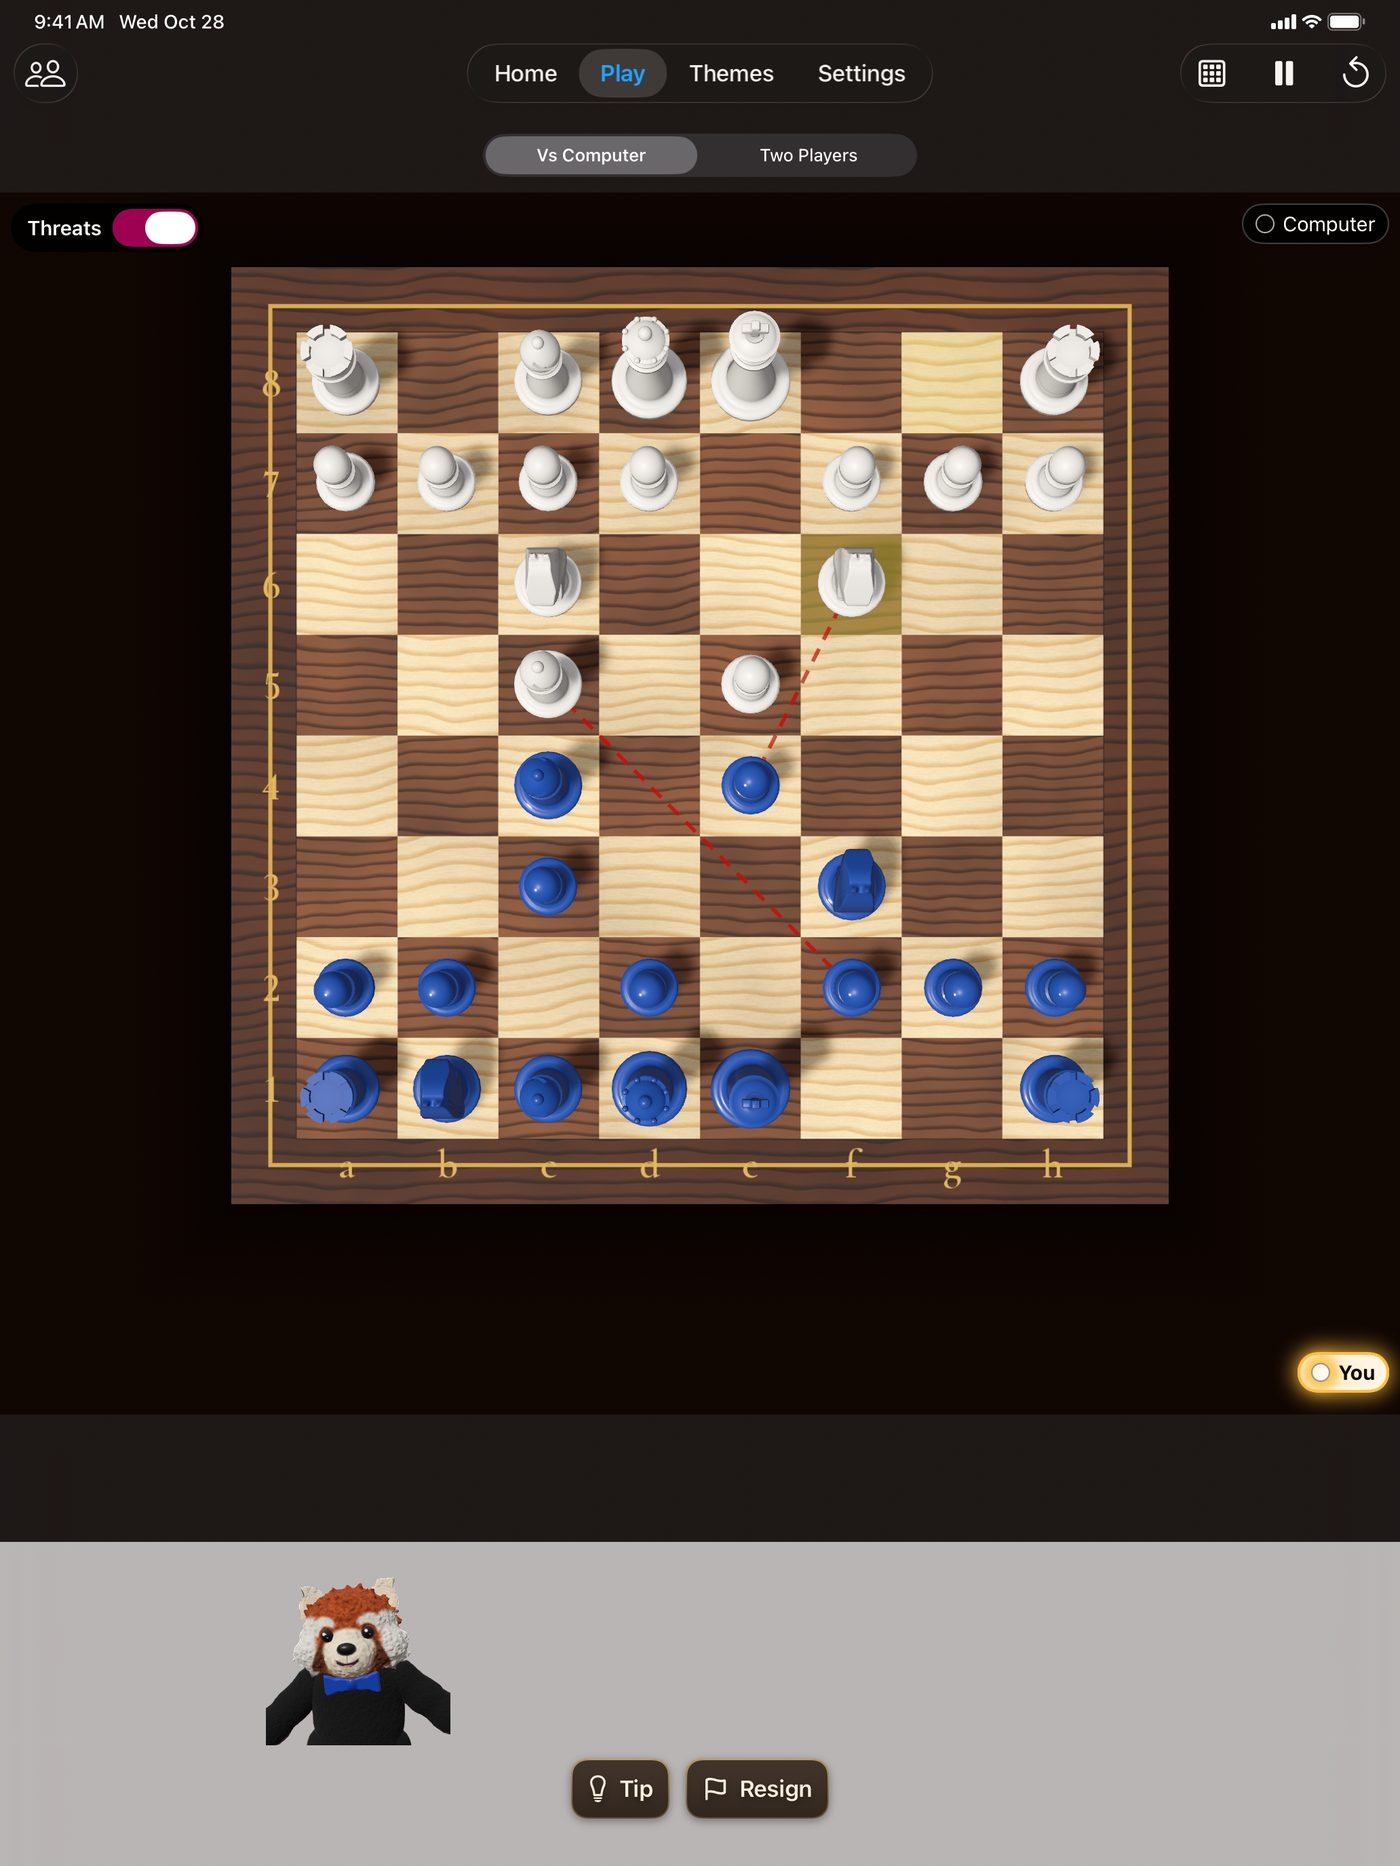 9:41 AM Wed Oct 28
Home Play Themes Settings
Vs Computer Two Players
Threats
Computer
8
7
6
5
4
3
2
1
a b c d e f g h
You
Tip Resign